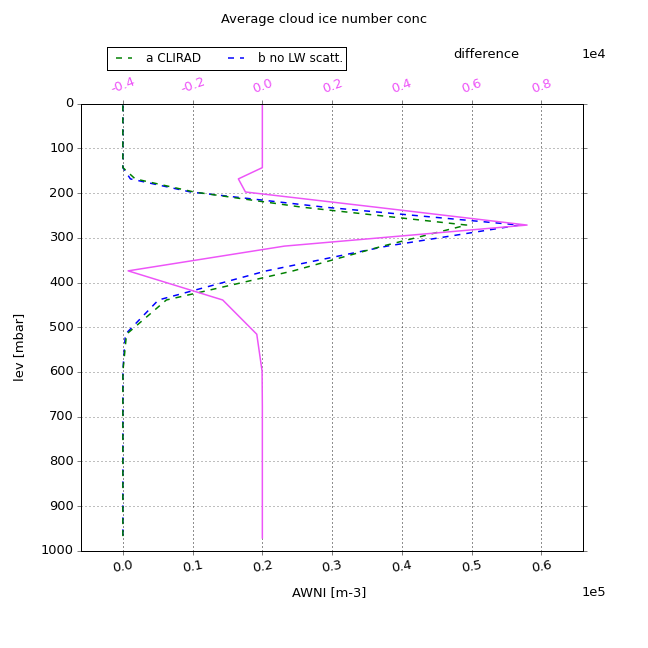 Average cloud ice number conc
difference 1e4
a CLIRAD b no LW scatt.
-0.4 -0.2 0.0 0.2 0.4 0.6 0.8
0
100
200
300
400
500
600
700
800
900
1000
lev [mbar]
0.0 0.1 0.2 0.3 0.4 0.5 0.6
AWNI [m-3] 1e5